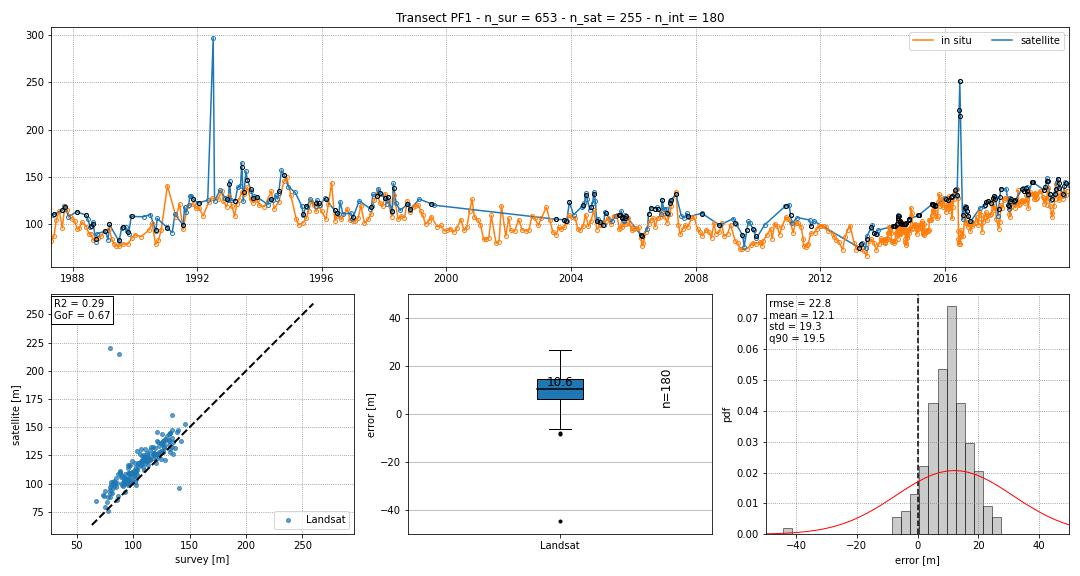 Transect PF1 - n_sur = 653 - n_sat = 255 - n_int = 180
in situ satellite
300
250
200
150
100
1988 1992 1996 2000 2004 2008 2012 2016
R2 = 0.29
GoF = 0.67
satellite [m]
250
225
200
175
150
125
100
75
Landsat
50 100 150 200 250
survey [m]
error [m]
40
20
0
−20
−40
10.6
n=180
Landsat
rmse = 22.8
mean = 12.1
std = 19.3
q90 = 19.5
pdf
0.07
0.06
0.05
0.04
0.03
0.02
0.01
0.00
−40 −20 0 20 40
error [m]